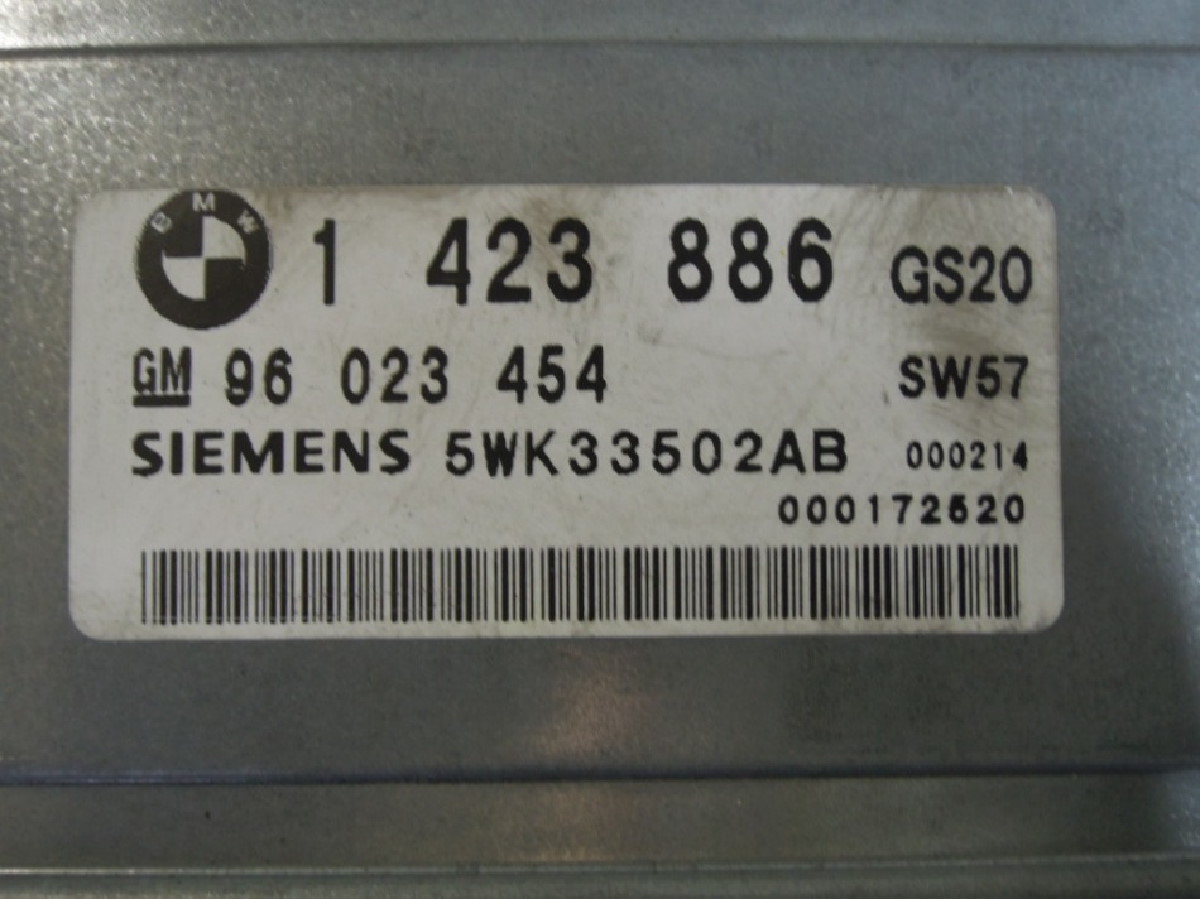 BMW 1 423 886 GS20
GM 96 023 454 SW57
SIEMENS 5WK33502AB 000214
000172620